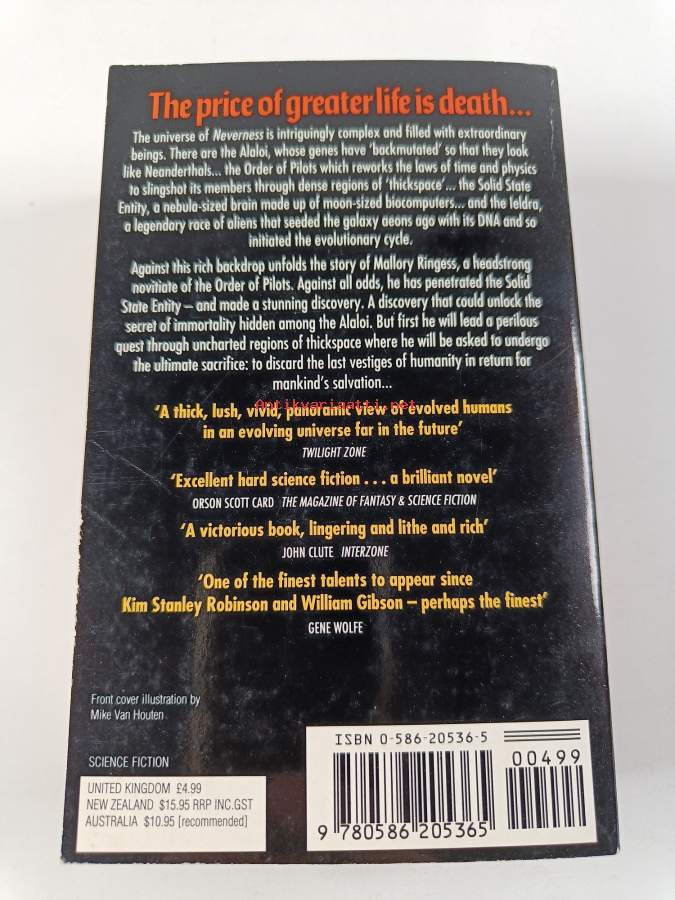 The price of greater life is death...
The universe of Neverness is intriguingly complex and filled with extraordinary
beings. There are the Alaloi, whose genes have 'backmutated' so that they look
like Neanderthals... the Order of Pilots which reworks the laws of time and physics
to slingshot its members through dense regions of 'thickspace'... the Solid State
Entity, a nebula-sized brain made up of moon-sized biocomputers... and the Ieldra,
a legendary race of aliens that seeded the galaxy aeons ago with its DNA and so
initiated the evolutionary cycle.
Against this rich backdrop unfolds the story of Mallory Ringess, a headstrong
novitiate of the Order of Pilots. Against all odds, he has penetrated the Solid
State Entity – and made a stunning discovery. A discovery that could unlock the
secret of immortality hidden among the Alaloi. But first he will lead a perilous
quest through uncharted regions of thickspace where he will be asked to undergo
the ultimate sacrifice: to discard the last vestiges of humanity in return for
mankind's salvation...
Antikvariaatti.net
'A thick, lush, vivid, panoramic view of evolved humans
in an evolving universe far in the future'
TWILIGHT ZONE
'Excellent hard science fiction . . . a brilliant novel'
ORSON SCOTT CARD THE MAGAZINE OF FANTASY & SCIENCE FICTION
'A victorious book, lingering and lithe and rich'
JOHN CLUTE INTERZONE
'One of the finest talents to appear since
Kim Stanley Robinson and William Gibson – perhaps the finest'
GENE WOLFE
Front cover illustration by
Mike Van Houten
SCIENCE FICTION
UNITED KINGDOM £4.99
NEW ZEALAND $15.95 RRP INC.GST
AUSTRALIA $10.95 [recommended]
ISBN 0-586-20536-5
00499
9 780586 205365